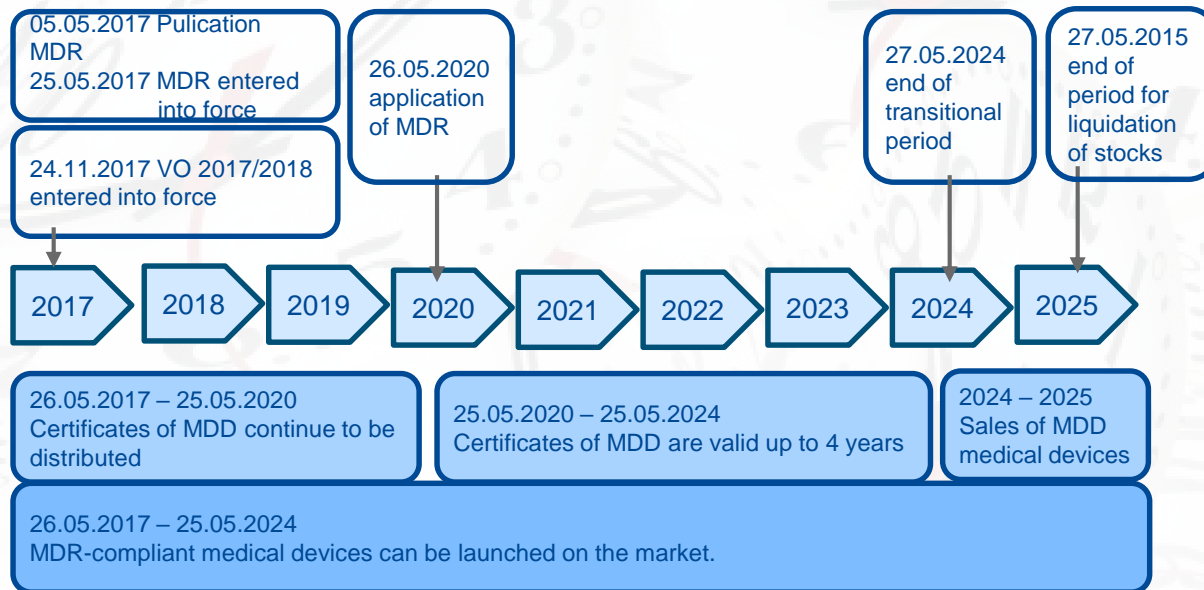 05.05.2017 Pulication
MDR
25.05.2017 MDR entered
into force
24.11.2017 VO 2017/2018
entered into force
26.05.2020
application
of MDR
27.05.2024
end of
transitional
period
27.05.2015
end of
period for
liquidation
of stocks
2017
2018
2019
2020
2021
2022
2023
2024
2025
26.05.2017 – 25.05.2020
Certificates of MDD continue to be
distributed
25.05.2020 – 25.05.2024
Certificates of MDD are valid up to 4 years
2024 – 2025
Sales of MDD
medical devices
26.05.2017 – 25.05.2024
MDR-compliant medical devices can be launched on the market.